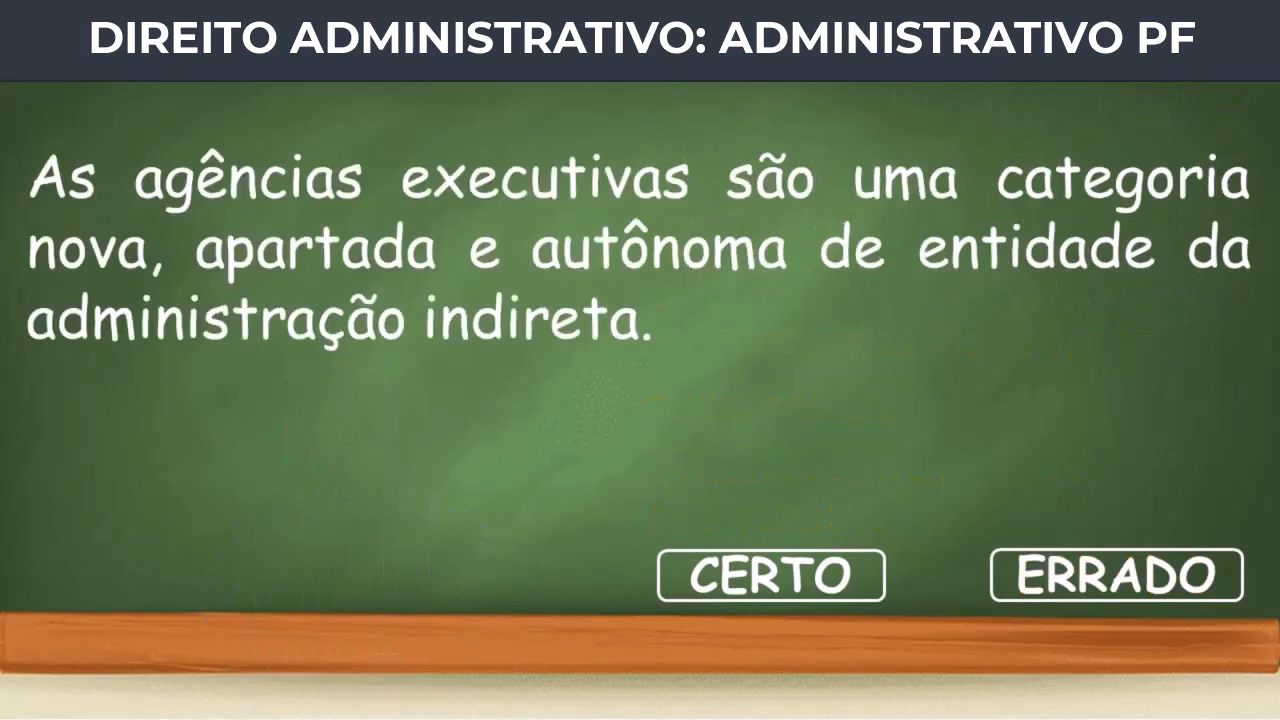 DIREITO ADMINISTRATIVO: ADMINISTRATIVO PF
As agências executivas são uma categoria
nova, apartada e autônoma de entidade da
administração indireta.
CERTO ERRADO